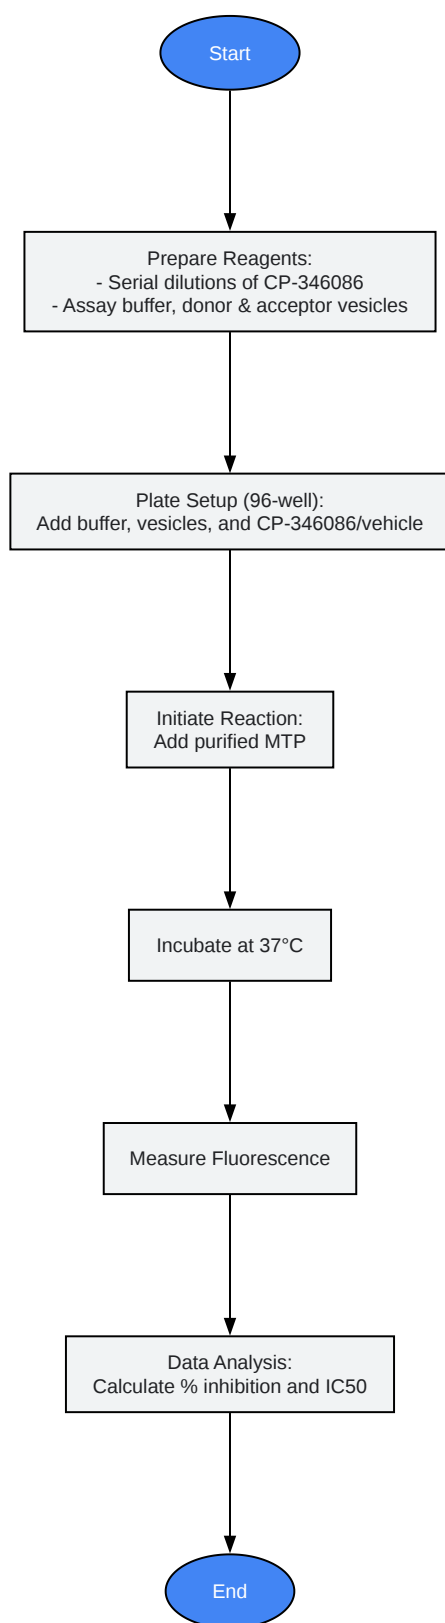 Start
Prepare Reagents:
- Serial dilutions of CP-346086
- Assay buffer, donor & acceptor vesicles
Plate Setup (96-well):
Add buffer, vesicles, and CP-346086/vehicle
Initiate Reaction:
Add purified MTP
Incubate at 37°C
Measure Fluorescence
Data Analysis:
Calculate % inhibition and IC50
End